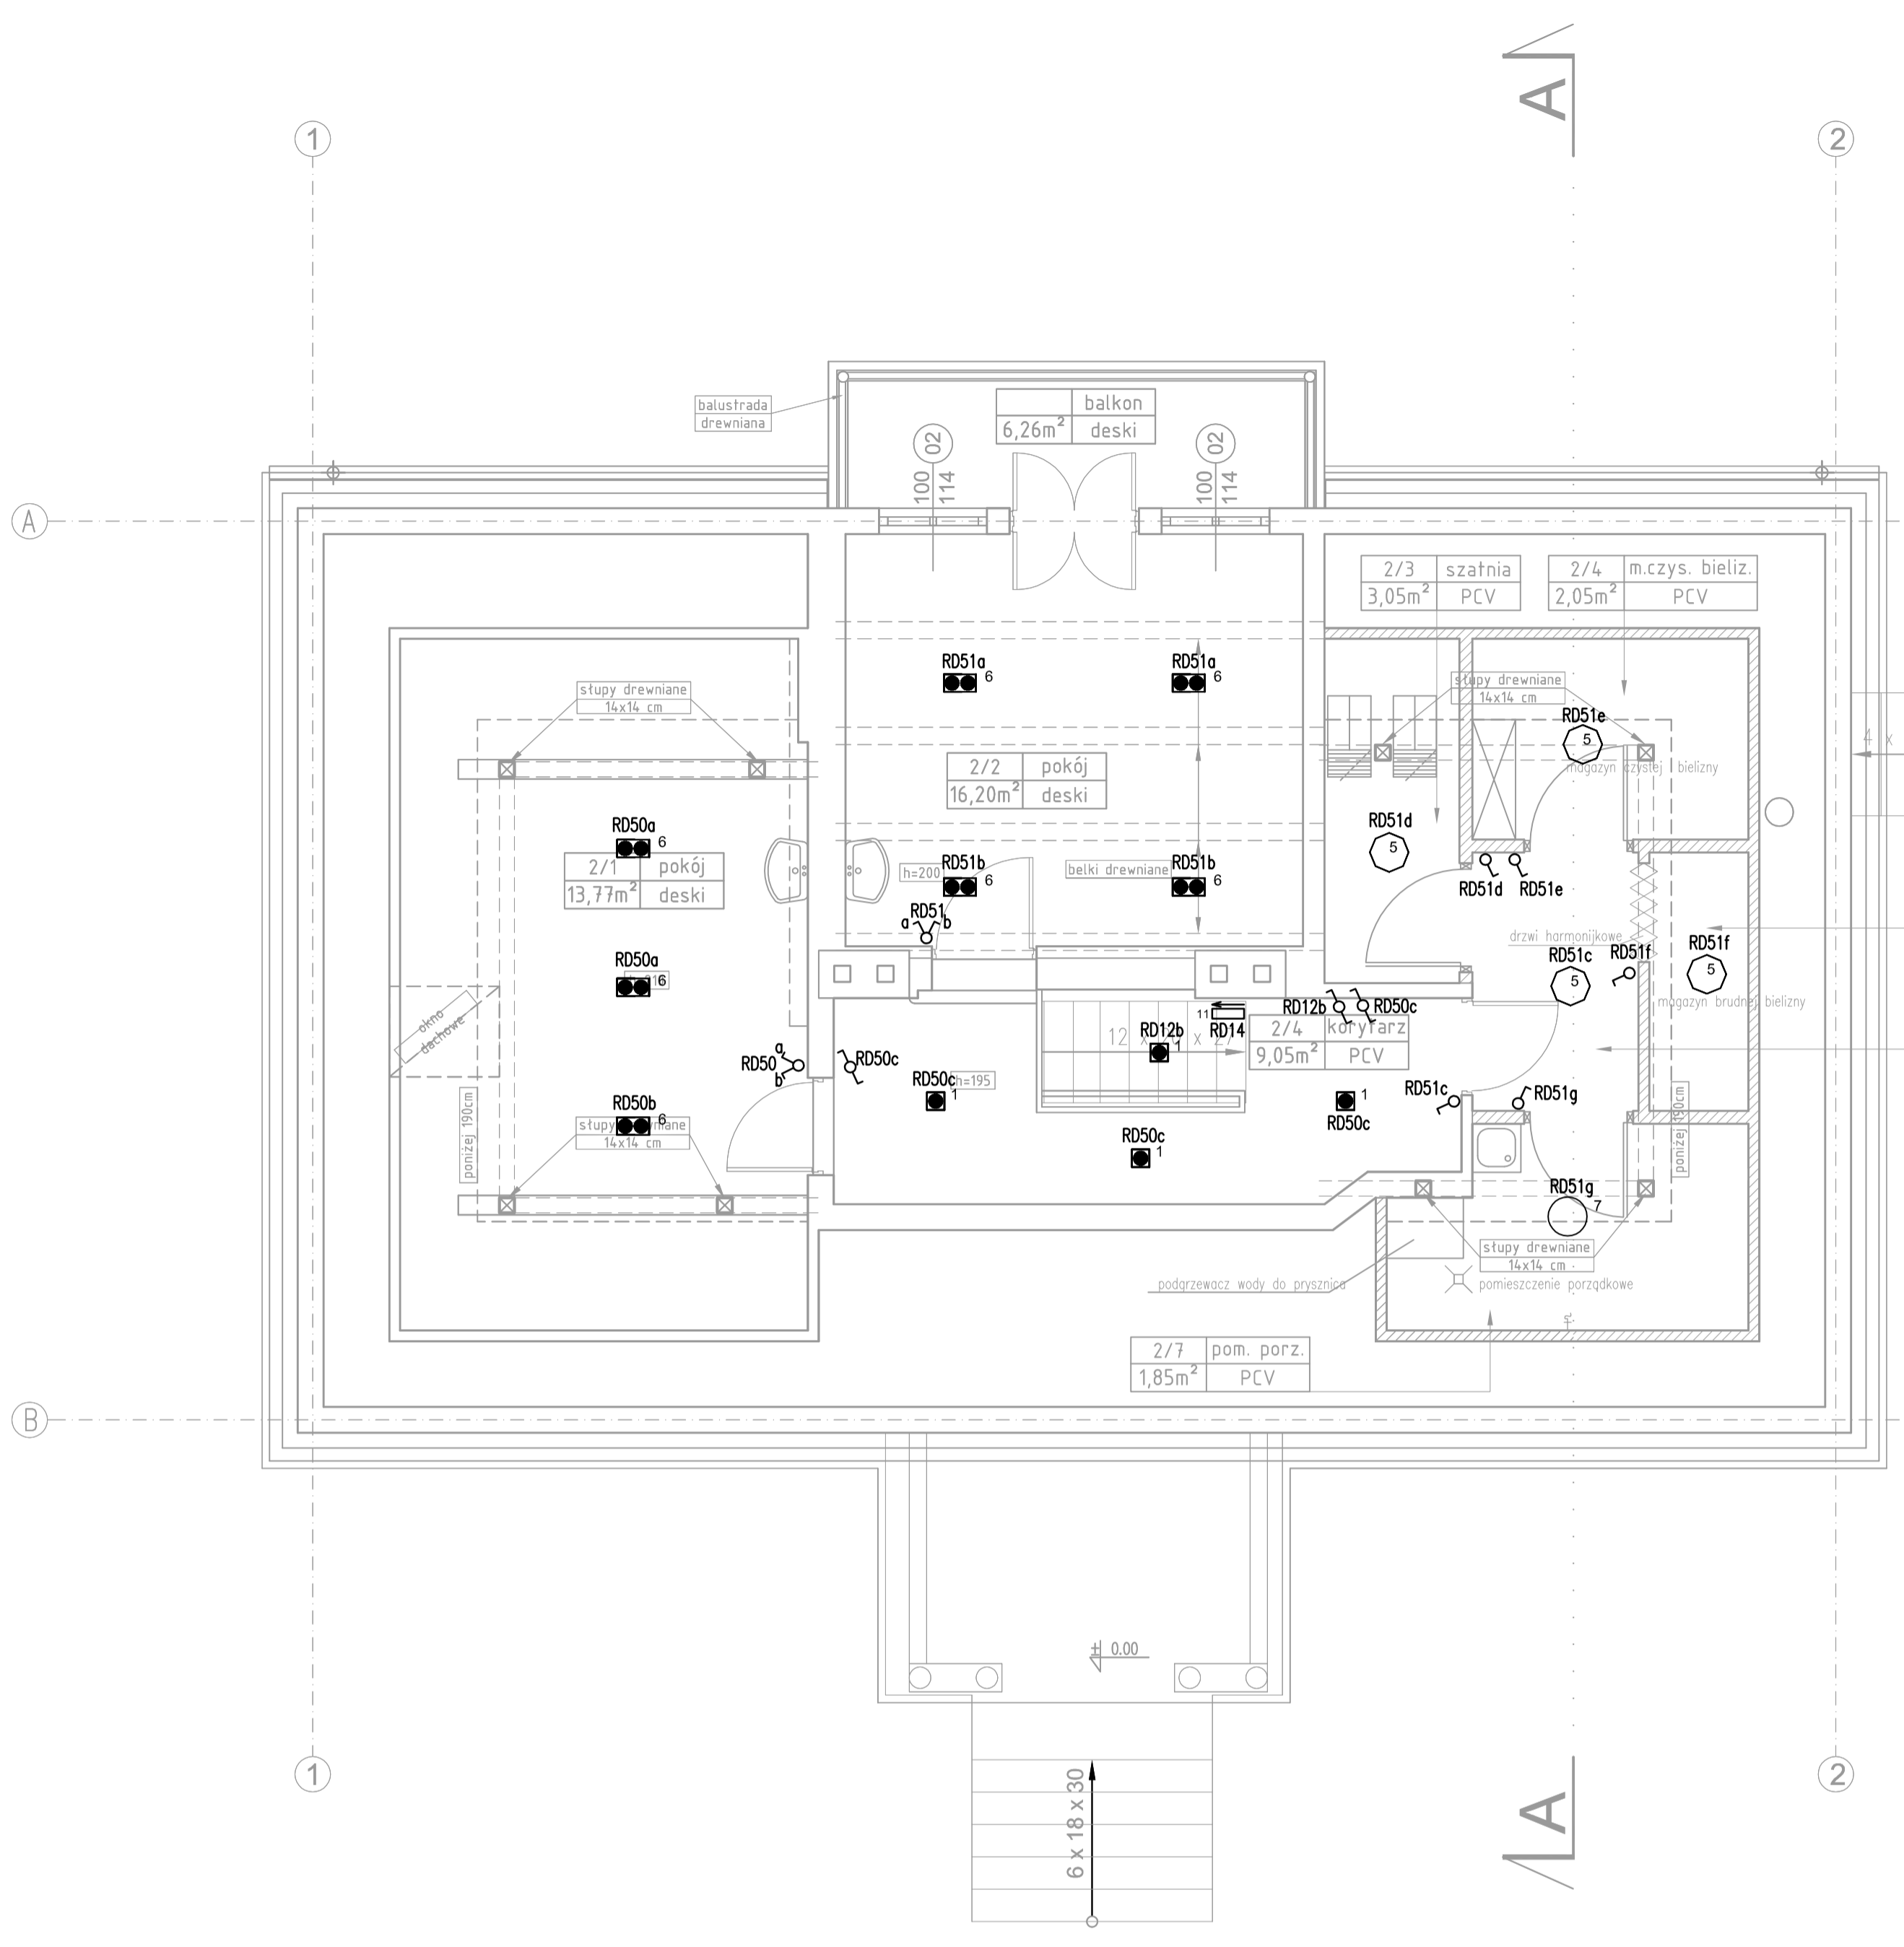 A
1
2
balustrada
drewniana
balkon
6,26m² deski
02
02
100
114
100
114
A
2/3 szatnia
3,05m² PCV
2/4 m.czys. bieliz.
2,05m² PCV
RD51a
6
RD51a
6
słupy drewniane
14x14 cm
słupy drewniane
14x14 cm
RD51e
5
4 x
magazyn czystej bielizny
2/2 pokój
16,20m² deski
RD50a
6
RD51d
5
2/1 pokój
13,77m² deski
RD51b
6
h=200
belki drewniane
RD51b
6
RD51d
RD51e
RD51
a
b
drzwi harmonijkowe
RD50a
6
RD51c
5
RD51f
RD51f
5
magazyn brudnej bielizny
okno
dachowe
11
RD14
RD12b
RD50c
RD12b
1
12 x
x 27
2/4 korytarz
9,05m² PCV
RD50
a
b
RD50c
RD50c
1
h=195
RD50c
1
RD51c
RD51g
poniżej 190cm
poniżej 190cm
RD50b
6
słupy
14x14 cm
RD50c
1
RD51g
7
słupy drewniane
14x14 cm
podgrzewacz wody do prysznica
pomieszczenie porządkowe
2/7 pom. porz.
1,85m² PCV
B
± 0.00
6 x 18 x 30
1
2
A